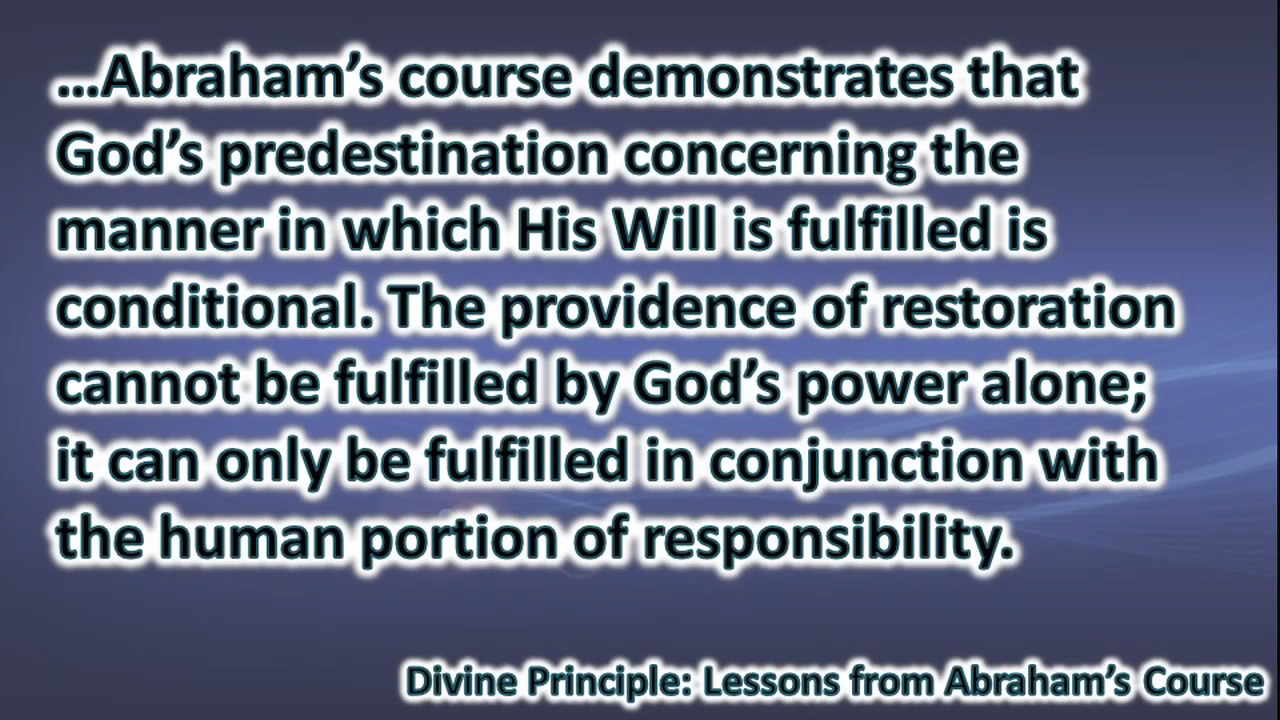 …Abraham’s course demonstrates that
God’s predestination concerning the
manner in which His Will is fulfilled is
conditional. The providence of restoration
cannot be fulfilled by God’s power alone;
it can only be fulfilled in conjunction with
the human portion of responsibility.
Divine Principle: Lessons from Abraham’s Course